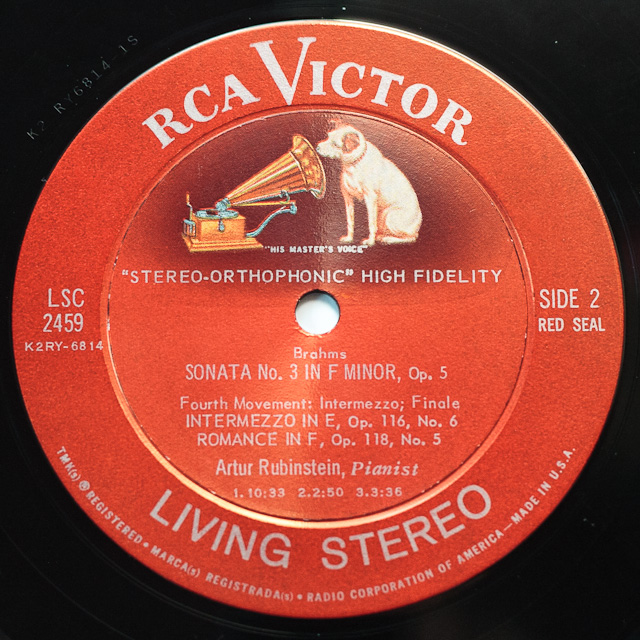 K2 RY6814-1S
RCA VICTOR
"HIS MASTER'S VOICE"
"STEREO-ORTHOPHONIC" HIGH FIDELITY
LSC
2459
K2RY-6814
SIDE 2
RED SEAL
Brahms
SONATA No. 3 IN F MINOR, Op. 5
Fourth Movement: Intermezzo; Finale
INTERMEZZO IN E, Op. 116, No. 6
ROMANCE IN F, Op. 118, No. 5
Artur Rubinstein, Pianist
1. 10:33 2. 2:50 3. 3:36
LIVING STEREO
TMK(s) ® REGISTERED • MARCA(s) REGISTRADA(s) • RADIO CORPORATION OF AMERICA—MADE IN U.S.A.